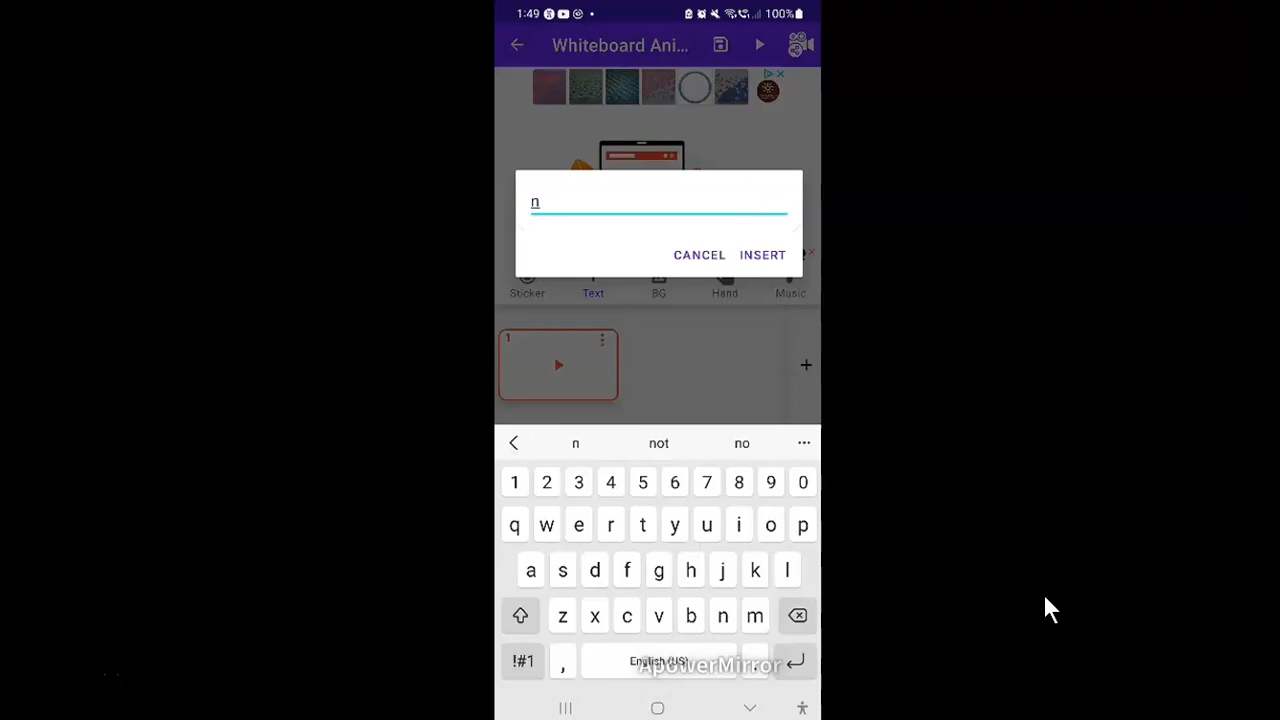 1:49
100%
Whiteboard Ani...
n
CANCEL INSERT
Sticker Text BG Hand Music
1
n not no
1 2 3 4 5 6 7 8 9 0
q w e r t y u i o p
a s d f g h j k l
z x c v b n m
!#1 , English (US) .
ApowerMirror